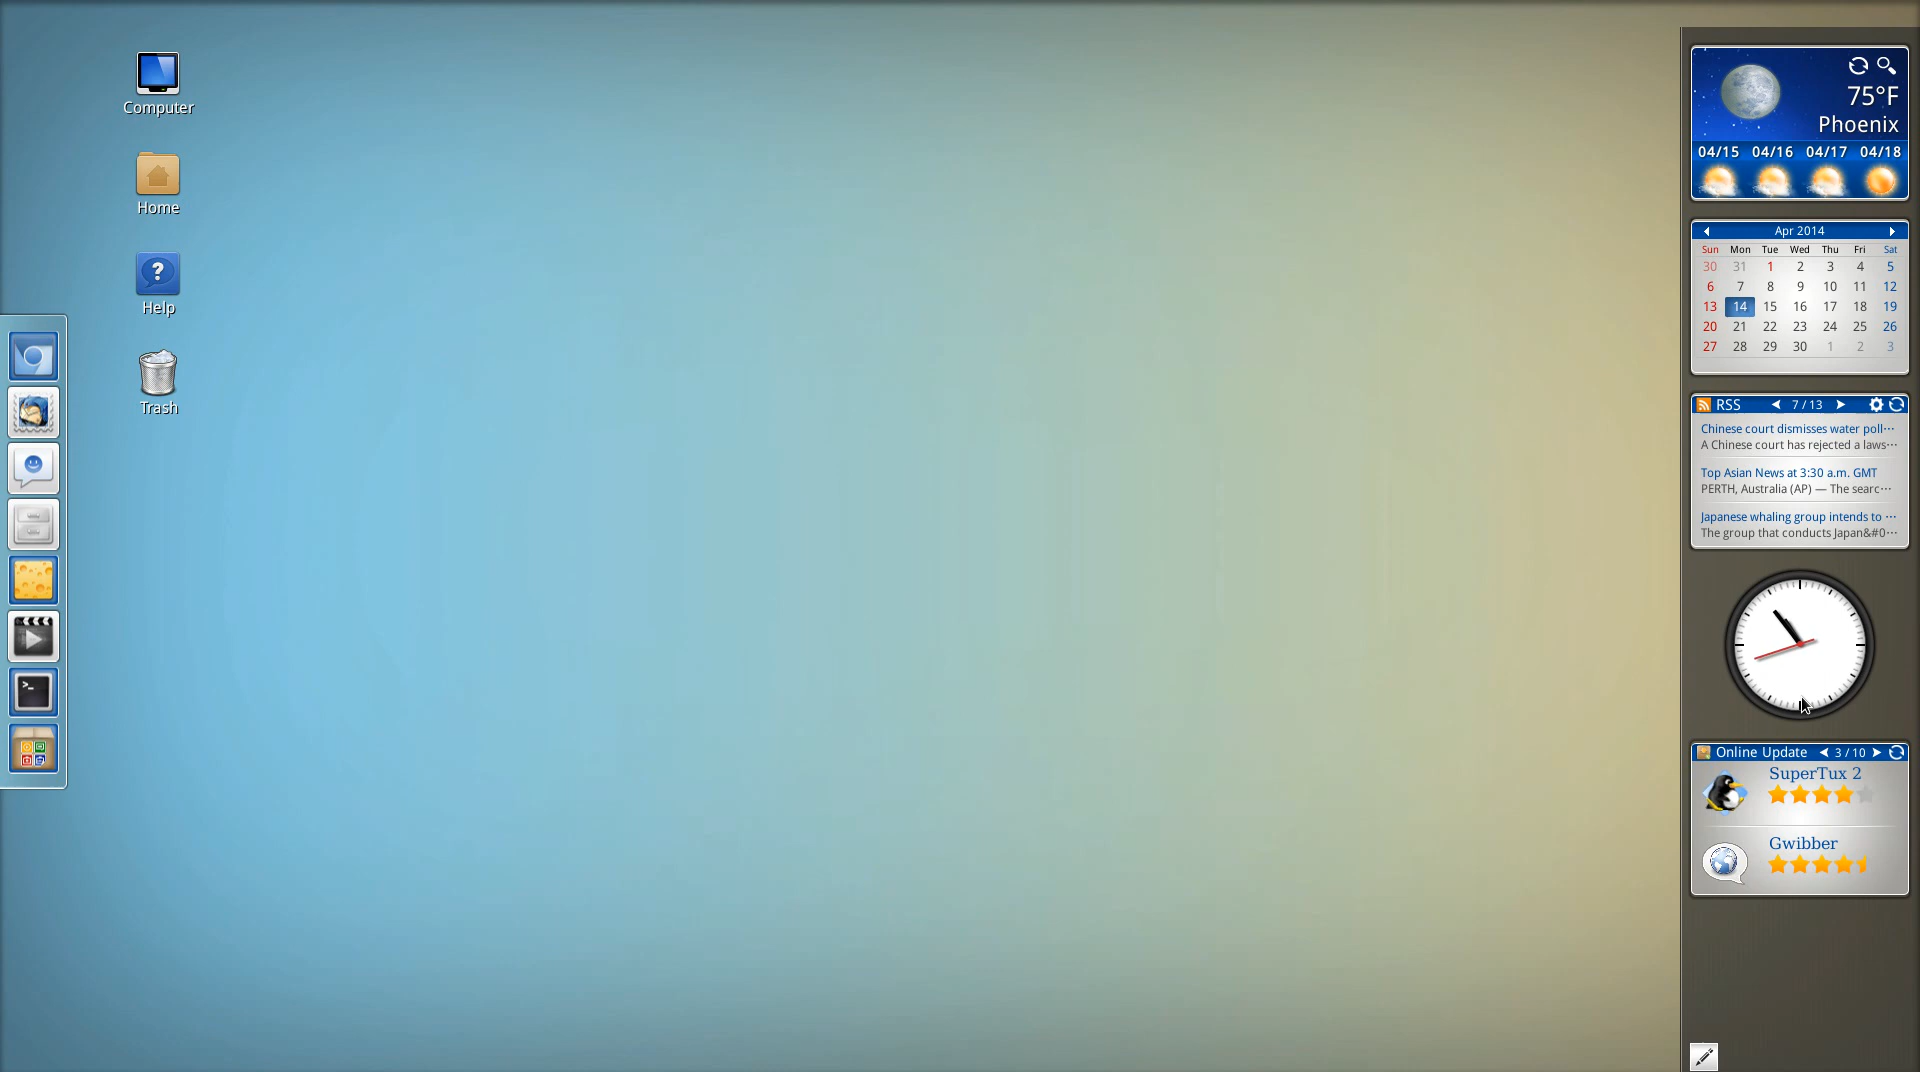 Computer
Home
Help
Trash
75°F
Phoenix
04/15 04/16 04/17 04/18
Apr 2014
Sun Mon Tue Wed Thu Fri Sat
30 31 1 2 3 4 5
6 7 8 9 10 11 12
13 14 15 16 17 18 19
20 21 22 23 24 25 26
27 28 29 30 1 2 3
RSS 7 / 13
Chinese court dismisses water poll···
A Chinese court has rejected a laws···
Top Asian News at 3:30 a.m. GMT
PERTH, Australia (AP) — The searc···
Japanese whaling group intends to ···
The group that conducts Japan&#0···
Online Update 3 / 10
SuperTux 2
Gwibber